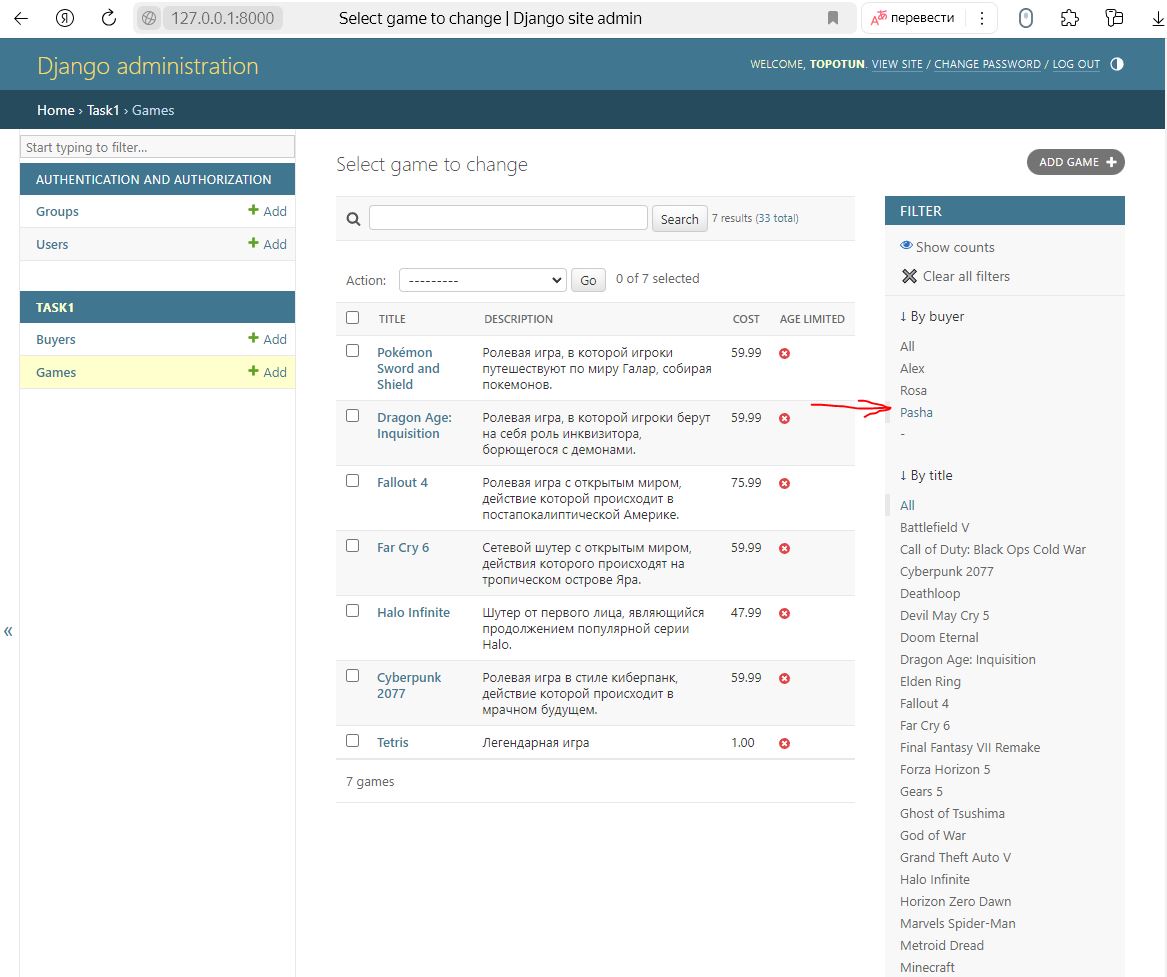 127.0.0.1:8000
Select game to change | Django site admin
перевести
Django administration
WELCOME, TOPOTUN. VIEW SITE / CHANGE PASSWORD / LOG OUT
Home › Task1 › Games
Start typing to filter...
AUTHENTICATION AND AUTHORIZATION
Groups
Add
Users
Add
TASK1
Buyers
Add
Games
Add
«
Select game to change
ADD GAME
Search
7 results (33 total)
Action:
---------
Go
0 of 7 selected
TITLE DESCRIPTION COST AGE LIMITED
Pokémon Sword and Shield
Ролевая игра, в которой игроки
путешествуют по миру Галар, собирая
покемонов.
59.99
Dragon Age: Inquisition
Ролевая игра, в которой игроки берут
на себя роль инквизитора,
борющегося с демонами.
59.99
Fallout 4
Ролевая игра с открытым миром,
действие которой происходит в
постапокалиптической Америке.
75.99
Far Cry 6
Сетевой шутер с открытым миром,
действия которого происходят на
тропическом острове Яра.
59.99
Halo Infinite
Шутер от первого лица, являющийся
продолжением популярной серии
Halo.
47.99
Cyberpunk 2077
Ролевая игра в стиле киберпанк,
действие которой происходит в
мрачном будущем.
59.99
Tetris
Легендарная игра
1.00
7 games
FILTER
Show counts
Clear all filters
↓ By buyer
All
Alex
Rosa
Pasha
-
↓ By title
All
Battlefield V
Call of Duty: Black Ops Cold War
Cyberpunk 2077
Deathloop
Devil May Cry 5
Doom Eternal
Dragon Age: Inquisition
Elden Ring
Fallout 4
Far Cry 6
Final Fantasy VII Remake
Forza Horizon 5
Gears 5
Ghost of Tsushima
God of War
Grand Theft Auto V
Halo Infinite
Horizon Zero Dawn
Marvels Spider-Man
Metroid Dread
Minecraft